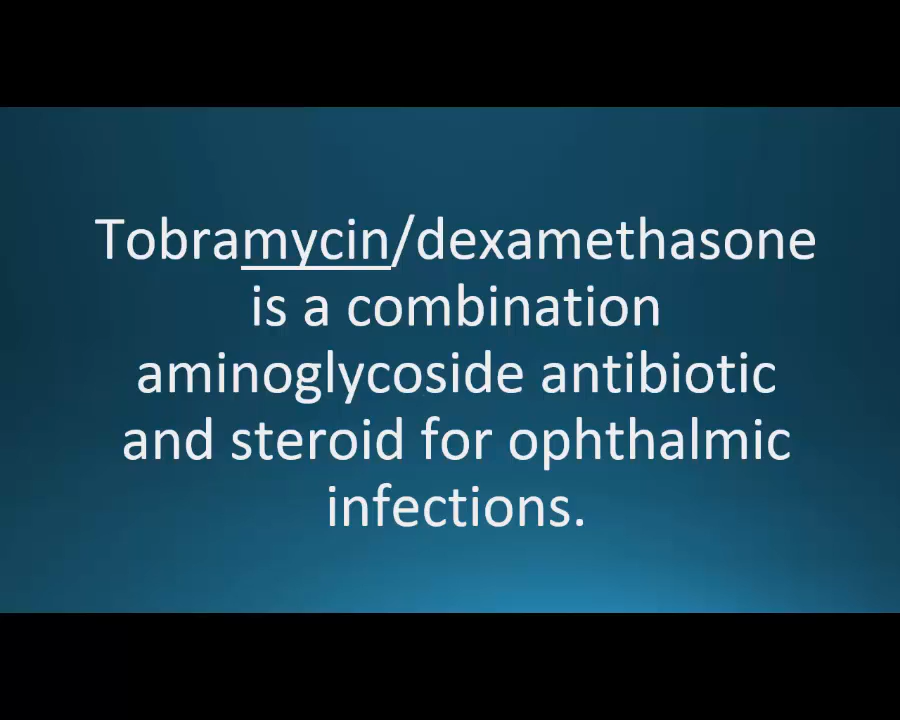 Tobramycin/dexamethasone
is a combination
aminoglycoside antibiotic
and steroid for ophthalmic
infections.